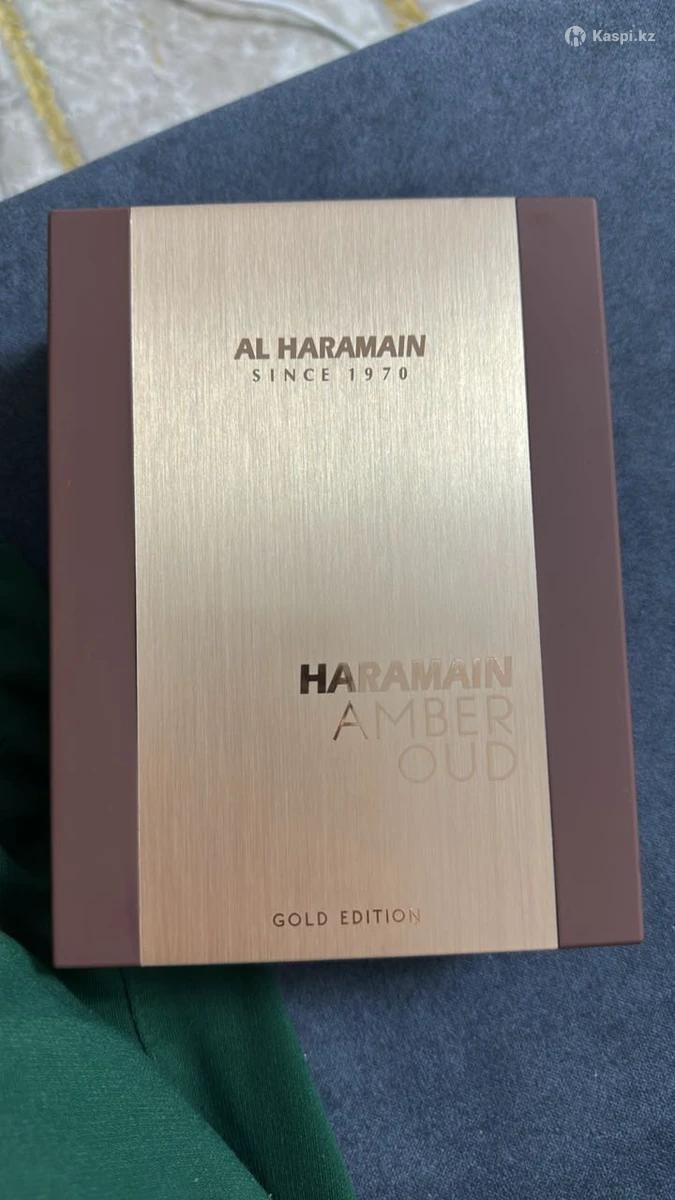 Kaspi.kz
AL HARAMAIN
SINCE 1970
HARAMAIN
AMBER
OUD
GOLD EDITION